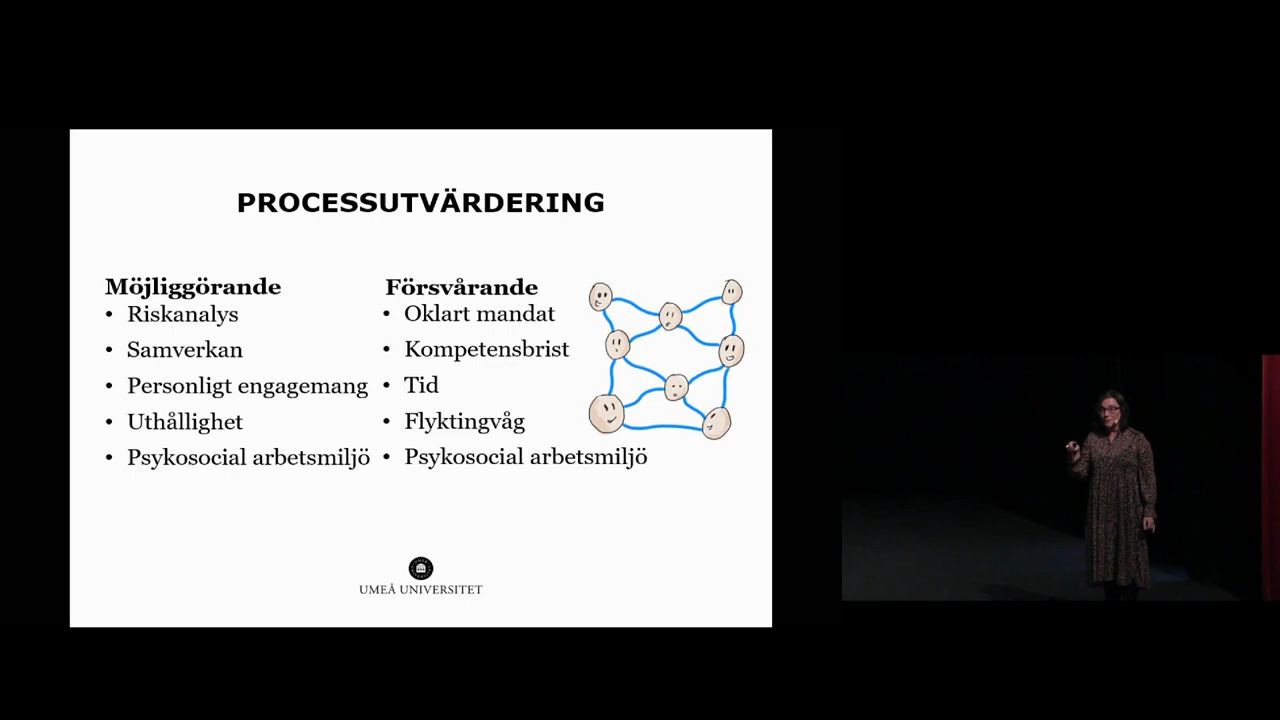 PROCESSUTVÄRDERING
Möjliggörande
• Riskanalys
• Samverkan
• Personligt engagemang
• Uthållighet
• Psykosocial arbetsmiljö
Försvårande
• Oklart mandat
• Kompetensbrist
• Tid
• Flyktingvåg
• Psykosocial arbetsmiljö
UMEÅ UNIVERSITET